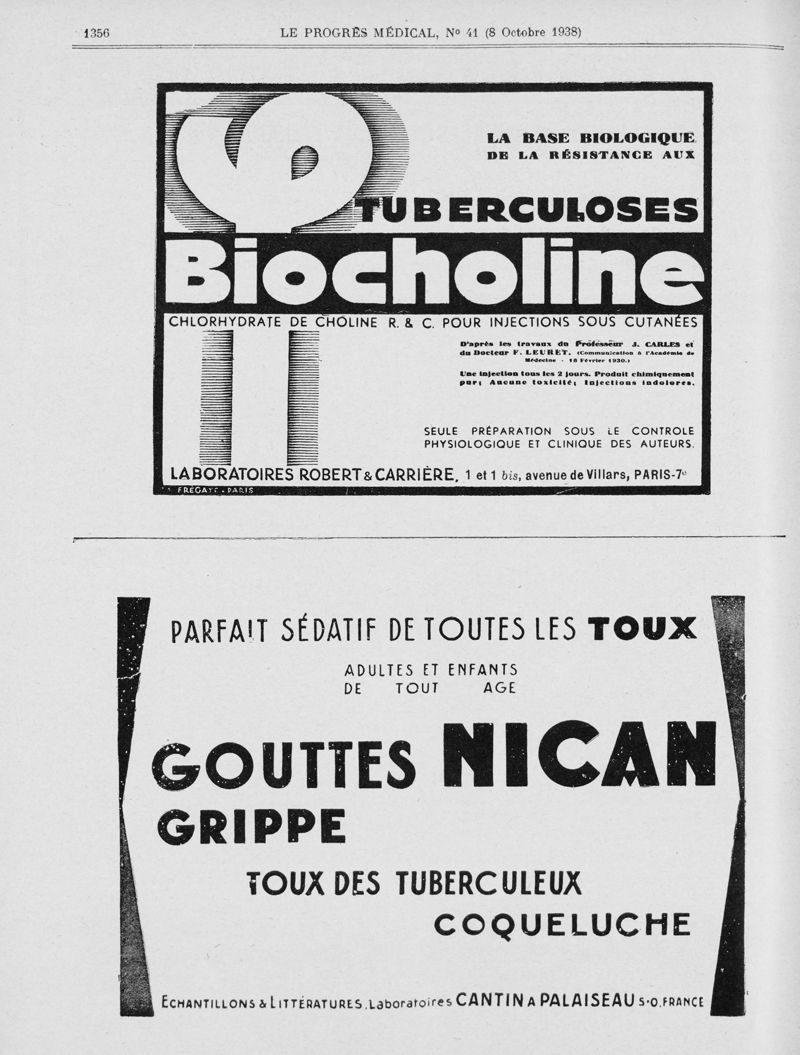 1356
LE PROGRÈS MÉDICAL, No 41 (8 Octobre 1938)
LA BASE BIOLOGIQUE
DE LA RÉSISTANCE AUX
TUBERCULOSES
Biocholine
CHLORHYDRATE DE CHOLINE R. & C. POUR INJECTIONS SOUS CUTANÉES
D'après les travaux du Professeur J. CARLES et
du Docteur F. LEURET. (Communication à l'Académie de
Médecine - 18 Février 1930.)
Une injection tous les 2 jours. Produit chimiquement
pur; Aucune toxicité; Injections indolores.
SEULE PRÉPARATION SOUS LE CONTROLE
PHYSIOLOGIQUE ET CLINIQUE DES AUTEURS.
LABORATOIRES ROBERT & CARRIÈRE, 1 et 1 bis, avenue de Villars, PARIS-7e
FRÉGATE - PARIS
PARFAIT SÉDATIF DE TOUTES LES TOUX
ADULTES ET ENFANTS
DE TOUT AGE
GOUTTES NICAN
GRIPPE
TOUX DES TUBERCULEUX
COQUELUCHE
ECHANTILLONS & LITTÉRATURES. Laboratoires CANTIN A PALAISEAU S.-O. FRANCE